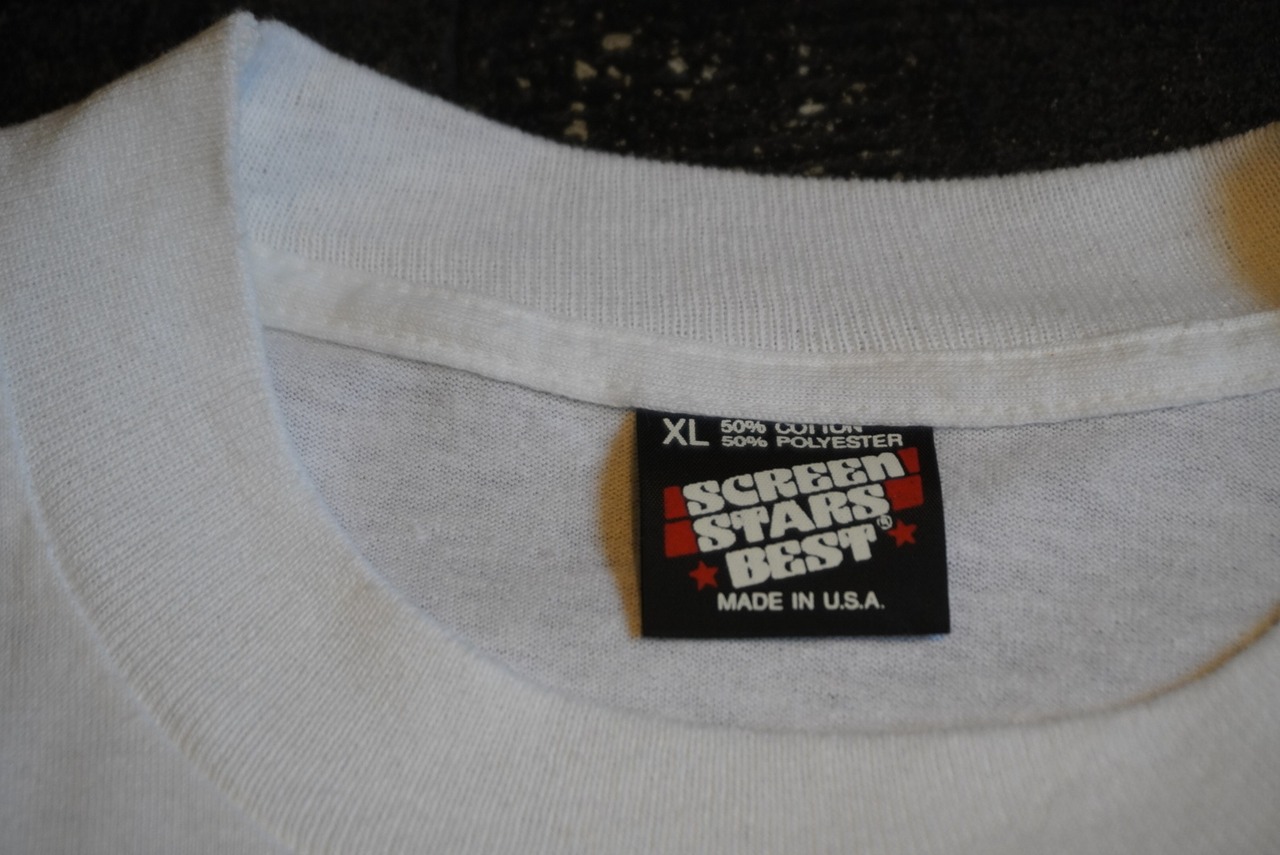 XL 50% COTTON
50% POLYESTER
SCREEN
STARS
BEST®
MADE IN U.S.A.